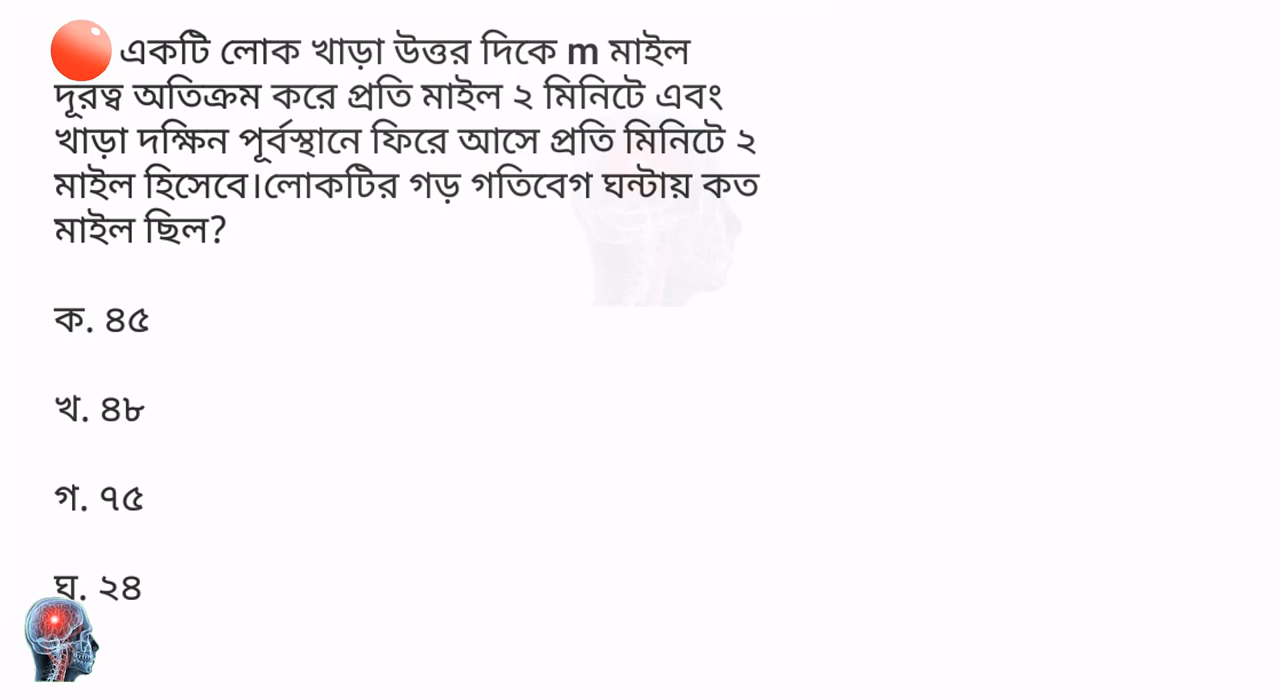 একটি লোক খাড়া উত্তর দিকে m মাইল
দূরত্ব অতিক্রম করে প্রতি মাইল ২ মিনিটে এবং
খাড়া দক্ষিন পূর্বস্থানে ফিরে আসে প্রতি মিনিটে ২
মাইল হিসেবে।লোকটির গড় গতিবেগ ঘন্টায় কত
মাইল ছিল?
ক. ৪৫
খ. ৪৮
গ. ৭৫
ঘ. ২৪